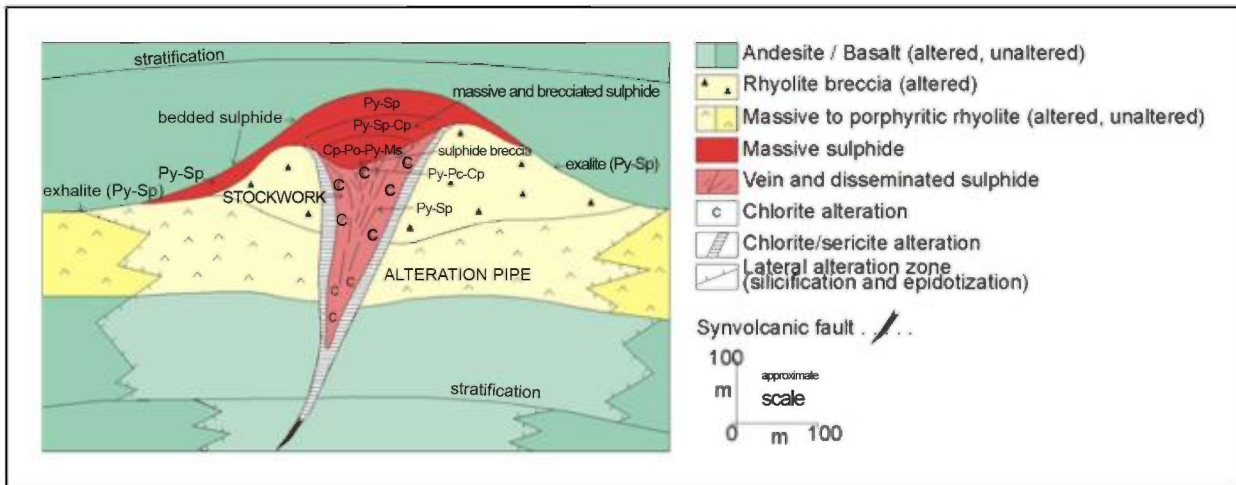 stratification
bedded sulphide
Py-Sp
massive and brecciated sulphide
Py-Sp-Cp
Cp-Po-Py-Ms
sulphide breccia
exalite (Py-Sp)
Py-Sp
exhalite (Py-Sp)
STOCKWORK
C
C
C
C
C
C
Py-Pc-Cp
Py-Sp
ALTERATION PIPE
C
C
C
stratification
Andesite / Basalt (altered, unaltered)
Rhyolite breccia (altered)
Massive to porphyritic rhyolite (altered, unaltered)
Massive sulphide
Vein and disseminated sulphide
C Chlorite alteration
Chlorite/sericite alteration
Lateral alteration zone
(silicification and epidotization)
Synvolcanic fault . . . .
100
m
approximate
scale
0 m 100